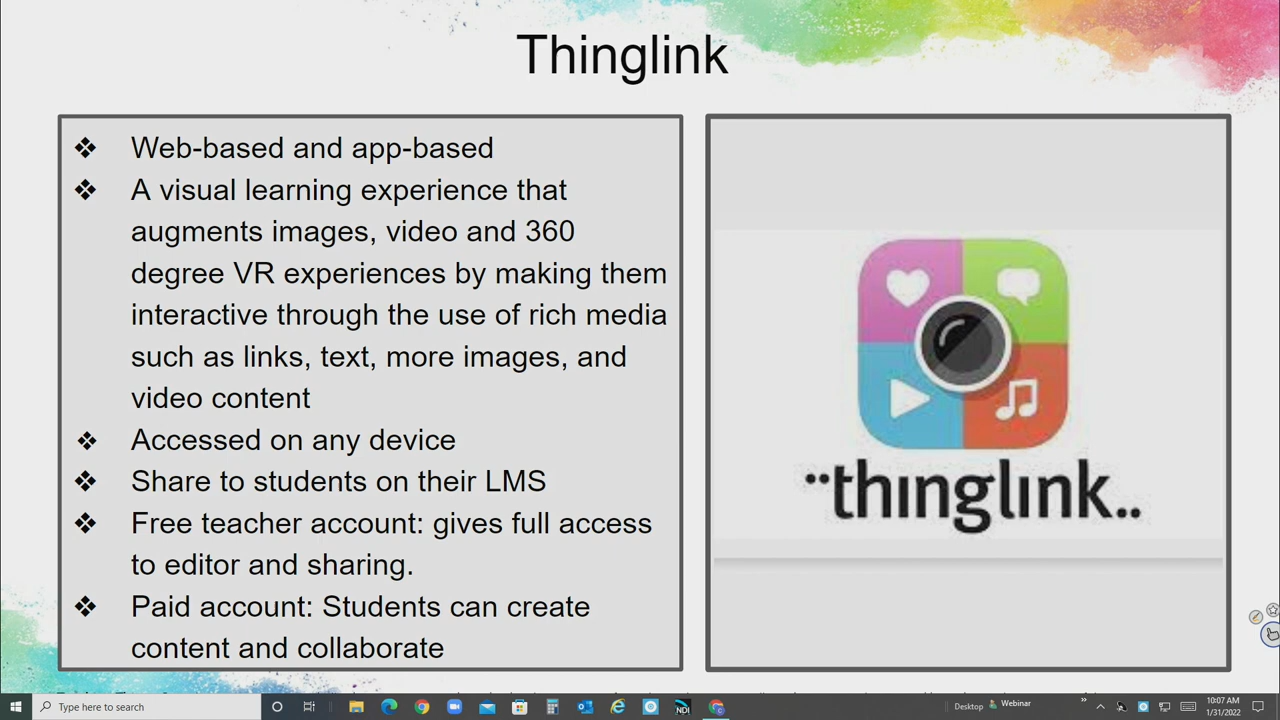 Thinglink
❖ Web-based and app-based
❖ A visual learning experience that
augments images, video and 360
degree VR experiences by making them
interactive through the use of rich media
such as links, text, more images, and
video content
❖ Accessed on any device
❖ Share to students on their LMS
❖ Free teacher account: gives full access
to editor and sharing.
❖ Paid account: Students can create
content and collaborate
¨thınglınk..
Type here to search
NDI
Desktop
Webinar
10:07 AM
1/31/2022